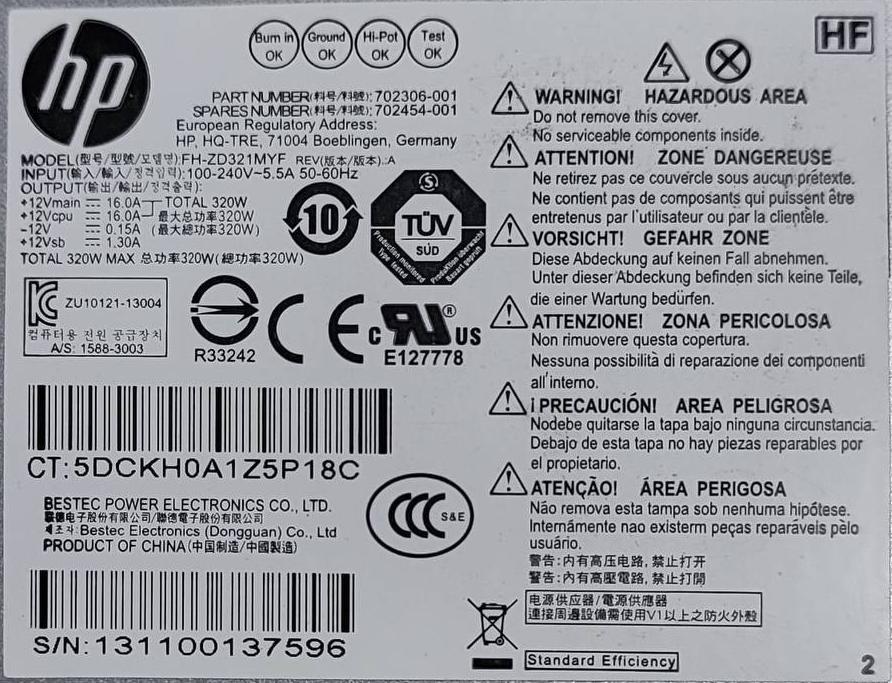 hp
Burn in OK
Ground OK
Hi-Pot OK
Test OK
HF
PART NUMBER(料号/料號):702306-001
SPARES NUMBER(料号/料號):702454-001
European Regulatory Address:
HP, HQ-TRE, 71004 Boeblingen, Germany
MODEL(型号/型號/모델명):FH-ZD321MYF REV(版本/版本).:A
INPUT(输入/輸入/정격입력):100-240V~5.5A 50-60Hz
OUTPUT(输出/輸出/정격출력):
+12Vmain ⎓ 16.0A TOTAL 320W
+12Vcpu ⎓ 16.0A 最大总功率320W
-12V ⎓ 0.15A (最大總功率320W)
+12Vsb ⎓ 1.30A
TOTAL 320W MAX 总功率320W(總功率320W)
10
S
TÜV
SÜD
Production monitored
Type tested
Production überwacht
Bauart geprüft
ZU10121-13004
컴퓨터용 전원 공급장치
A/S: 1588-3003
R33242
CE
c RU® US
E127778
CT:5DCKH0A1Z5P18C
BESTEC POWER ELECTRONICS CO., LTD.
联德电子股份有限公司/聯德電子股份有限公司
제조자:Bestec Electronics (Dongguan) Co., Ltd
PRODUCT OF CHINA(中国制造/中國製造)
CCC S&E
S/N:131100137596
WARNING! HAZARDOUS AREA
Do not remove this cover.
No serviceable components inside.
ATTENTION! ZONE DANGEREUSE
Ne retirez pas ce couvercle sous aucun prétexte.
Ne contient pas de composants qui puissent être
entretenus par l'utilisateur ou par la clientèle.
VORSICHT! GEFAHR ZONE
Diese Abdeckung auf keinen Fall abnehmen.
Unter dieser Abdeckung befinden sich keine Teile,
die einer Wartung bedürfen.
ATTENZIONE! ZONA PERICOLOSA
Non rimuovere questa copertura.
Nessuna possibilità di reparazione dei componenti
all'interno.
¡PRECAUCIÓN! AREA PELIGROSA
Nodebe quitarse la tapa bajo ninguna circunstancia.
Debajo de esta tapa no hay piezas reparables por
el propietario.
ATENÇÃO! ÁREA PERIGOSA
Não remova esta tampa sob nenhuma hipótese.
Internámente nao existerm peças reparáveis pelo
usuário.
警告:内有高压电路,禁止打开
警告:內有高壓電路,禁止打開
电源供应器/電源供應器
連接周邊設備需使用V1以上之防火外殼
Standard Efficiency
2